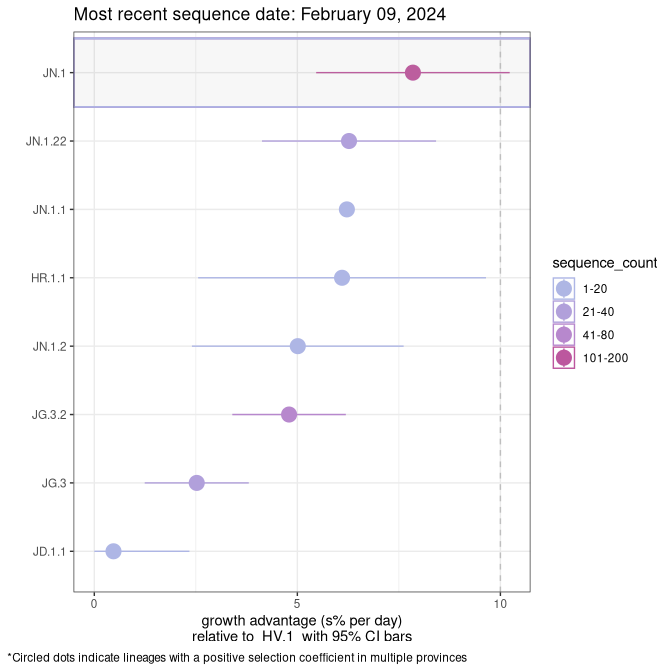 Most recent sequence date: February 09, 2024
JN.1
JN.1.22
JN.1.1
HR.1.1
JN.1.2
JG.3.2
JG.3
JD.1.1
0
5
10
growth advantage (s% per day)
relative to HV.1 with 95% CI bars
sequence_count
1-20
21-40
41-80
101-200
*Circled dots indicate lineages with a positive selection coefficient in multiple provinces